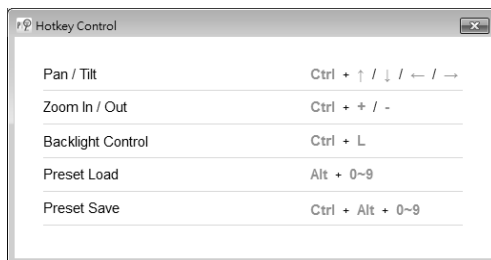 Hotkey Control
Pan / Tilt Ctrl + ↑ / ↓ / ← / →
Zoom In / Out Ctrl + + / -
Backlight Control Ctrl + L
Preset Load Alt + 0~9
Preset Save Ctrl + Alt + 0~9